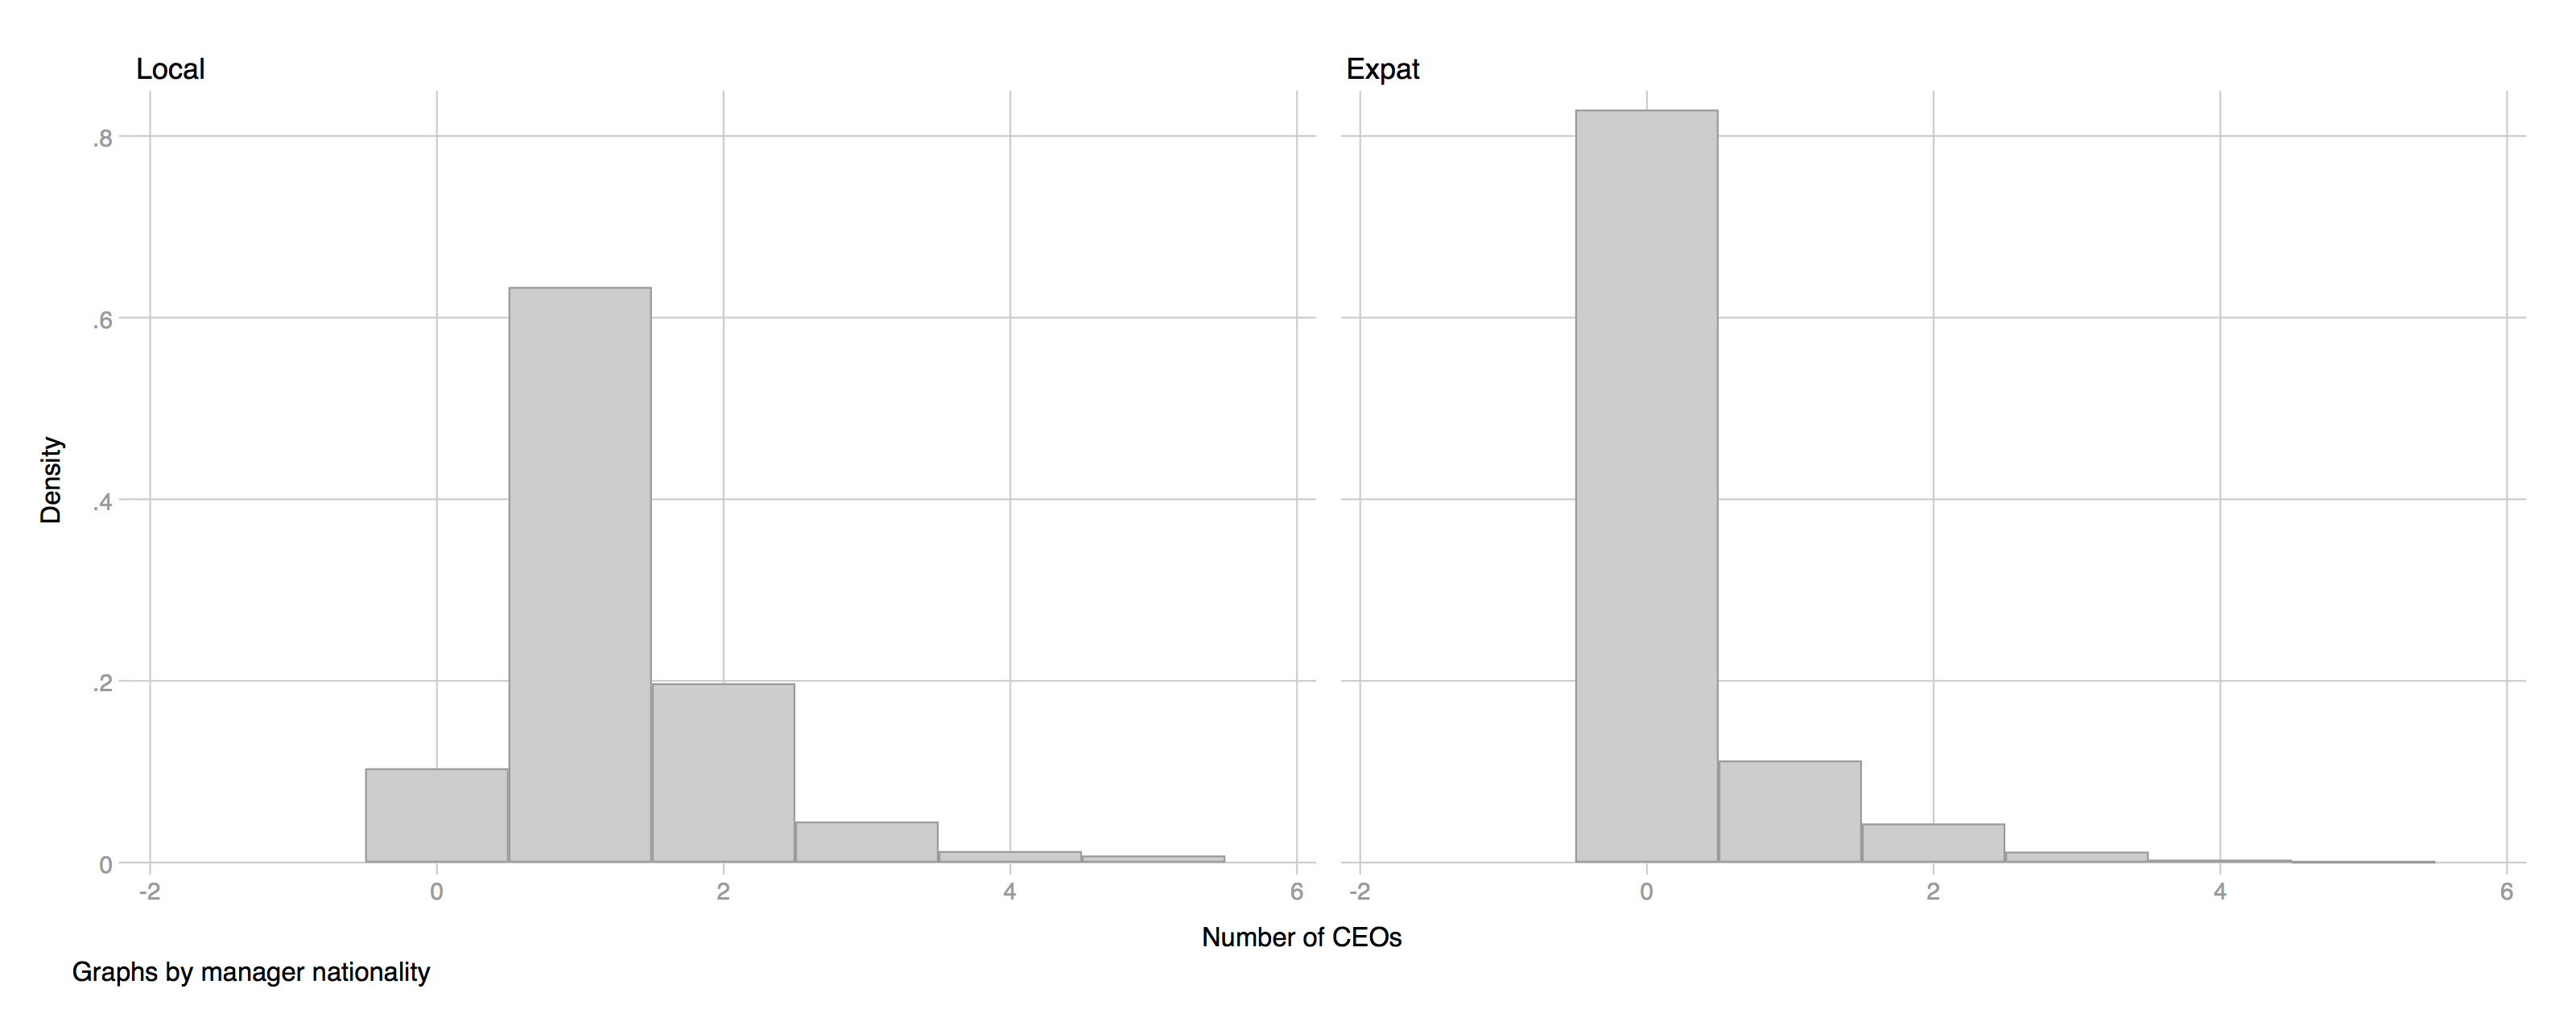 Local
Expat
.8
.6
.4
.2
0
Density
-2 0 2 4 6
-2 0 2 4 6
Number of CEOs
Graphs by manager nationality